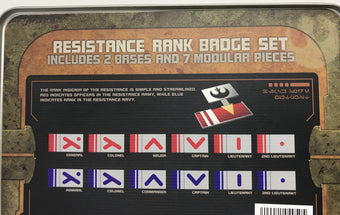 RESISTANCE RANK BADGE SET
INCLUDES 2 BASES AND 7 MODULAR PIECES
THE RANK INSIGNIA OF THE RESISTANCE IS SIMPLE AND STREAMLINED.
RED INDICATES OFFICERS IN THE RESISTANCE ARMY, WHILE BLUE
INDICATES RANK IN THE RESISTANCE NAVY.
GENERAL COLONEL MAJOR CAPTAIN LIEUTENANT 2ND LIEUTENANT
ADMIRAL COLONEL COMMANDER CAPTAIN LIEUTENANT 2ND LIEUTENANT